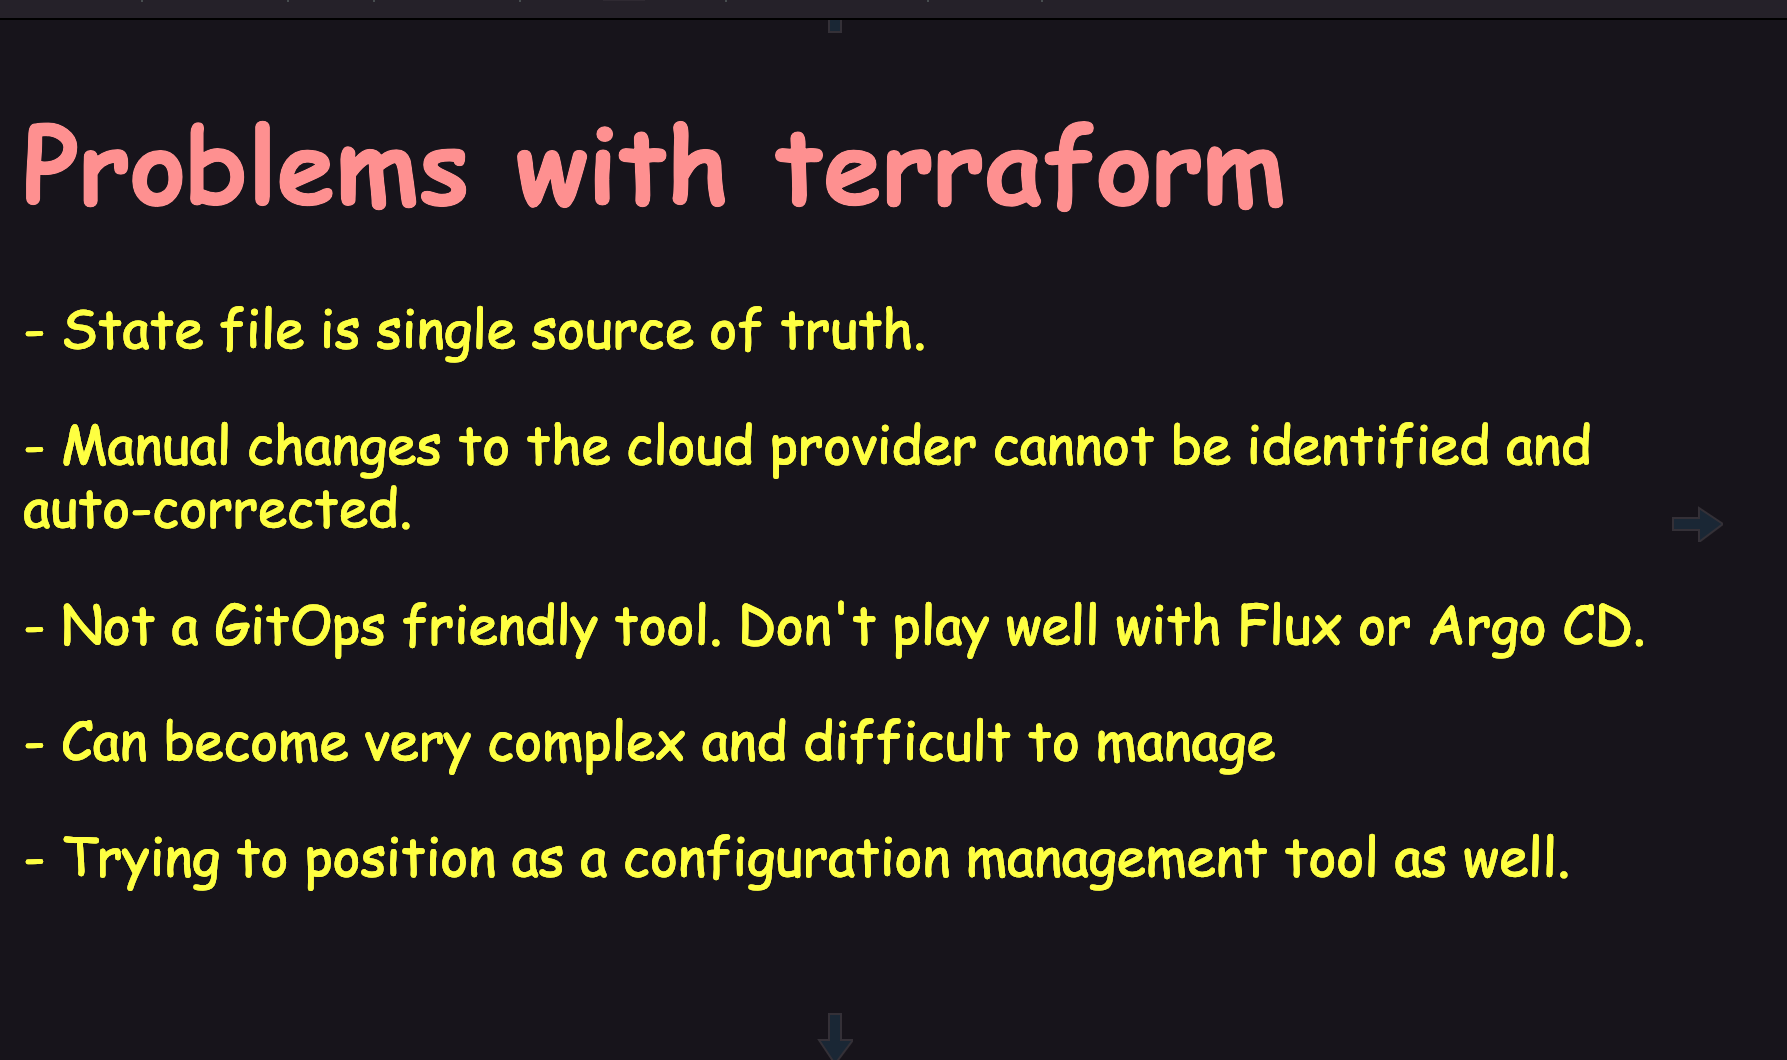 Problems with terraform
- State file is single source of truth.
- Manual changes to the cloud provider cannot be identified and
auto-corrected.
- Not a GitOps friendly tool. Don't play well with Flux or Argo CD.
- Can become very complex and difficult to manage
- Trying to position as a configuration management tool as well.